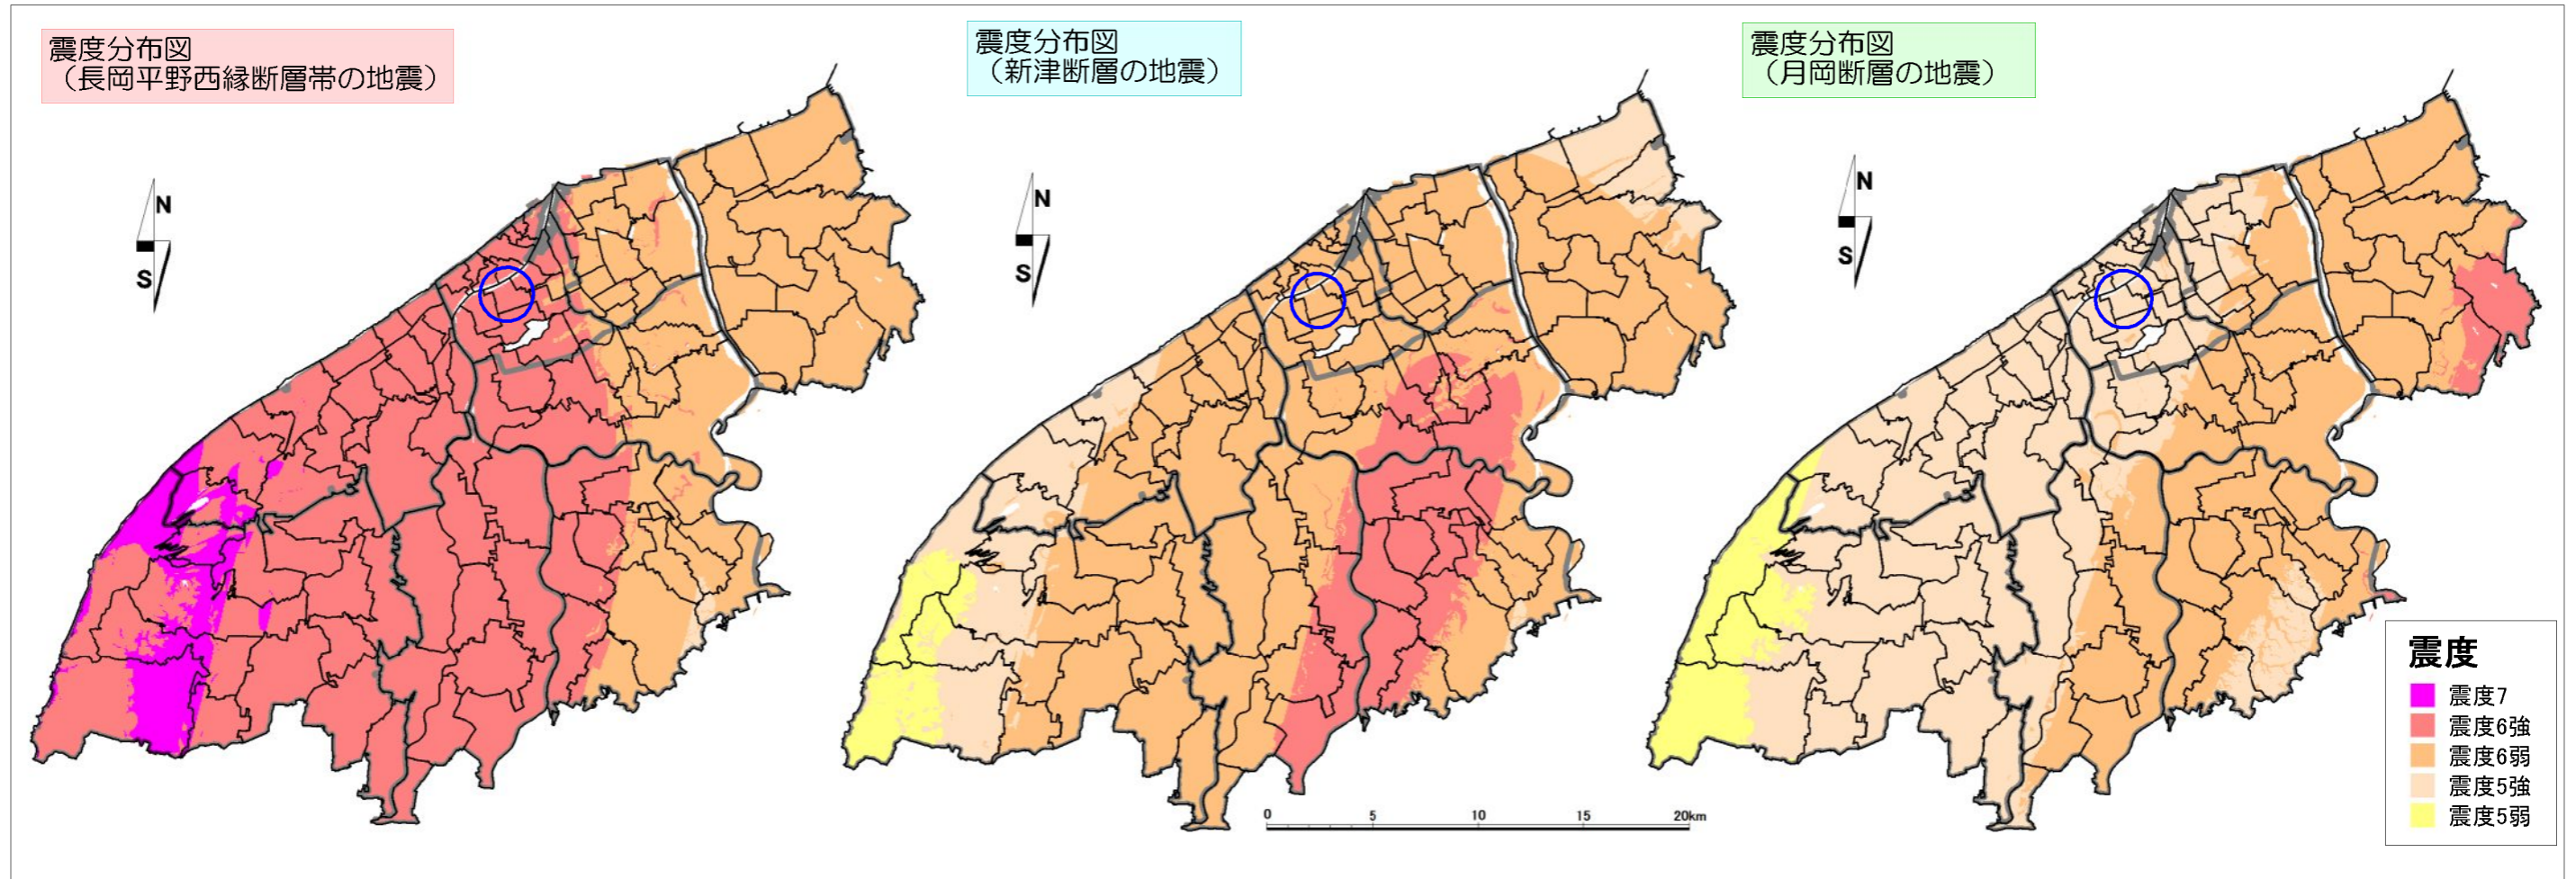 震度分布図
（長岡平野西縁断層帯の地震）
震度分布図
（新津断層の地震）
震度分布図
（月岡断層の地震）
N
S
N
S
N
S
震度
震度7
震度6強
震度6弱
震度5強
震度5弱
0 5 10 15 20km